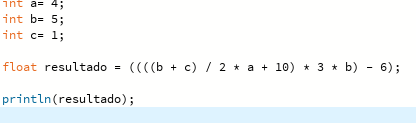 int a= 4;
int b= 5;
int c= 1;
float resultado = ((((b + c) / 2 * a + 10) * 3 * b) - 6);
println(resultado);